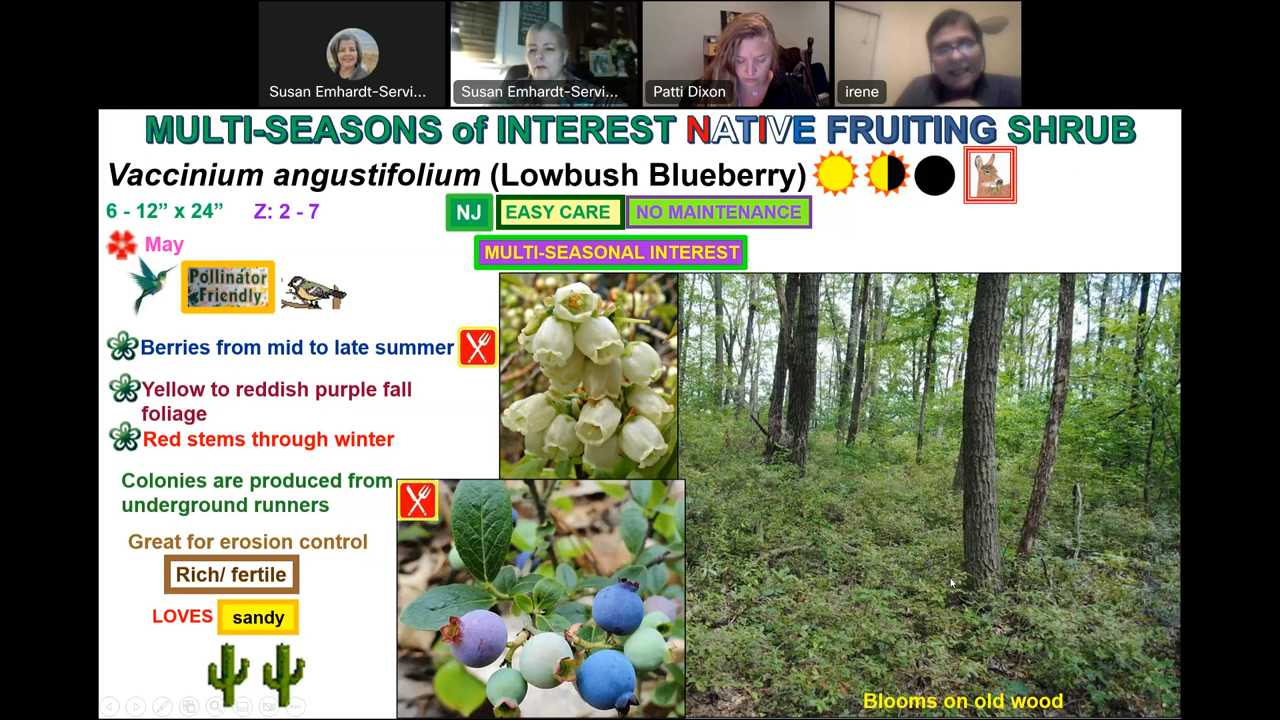 Susan Emhardt-Servi...
Susan Emhardt-Servi...
Patti Dixon
irene
MULTI-SEASONS of INTEREST NATIVE FRUITING SHRUB
Vaccinium angustifolium (Lowbush Blueberry)
6 - 12” x 24” Z: 2 - 7
NJ EASY CARE NO MAINTENANCE
May
MULTI-SEASONAL INTEREST
Pollinator
Friendly
Berries from mid to late summer
Yellow to reddish purple fall
foliage
Red stems through winter
Colonies are produced from
underground runners
Great for erosion control
Rich/ fertile
LOVES sandy
Blooms on old wood